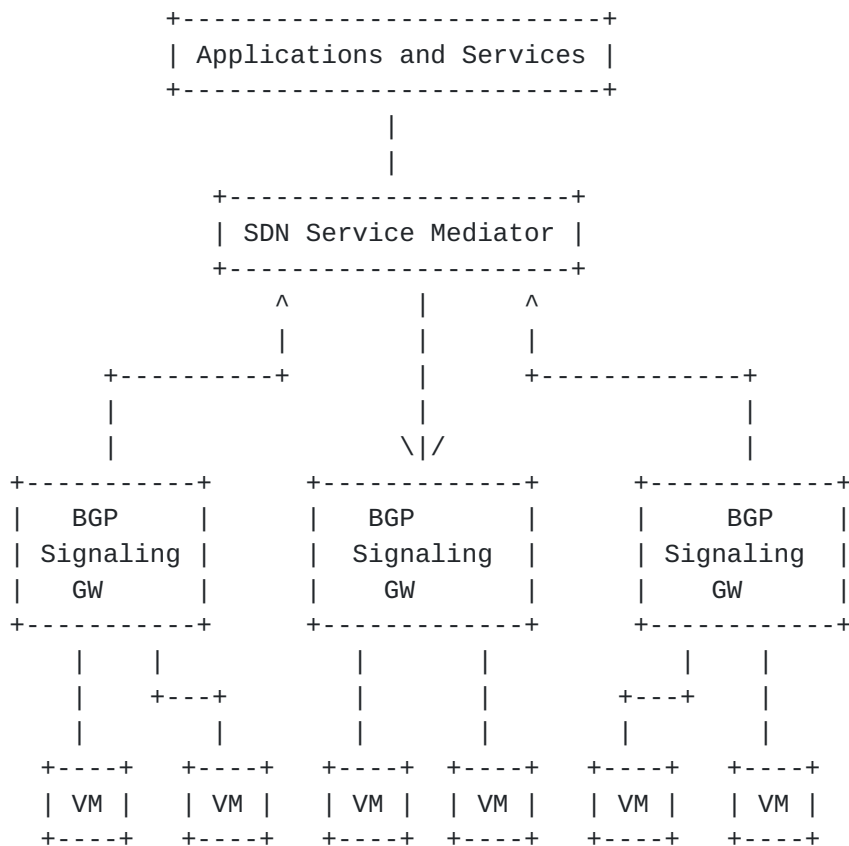 Applications and Services
SDN Service Mediator
BGP BGP BGP
Signaling Signaling Signaling
GW GW GW
VM VM VM VM VM VM